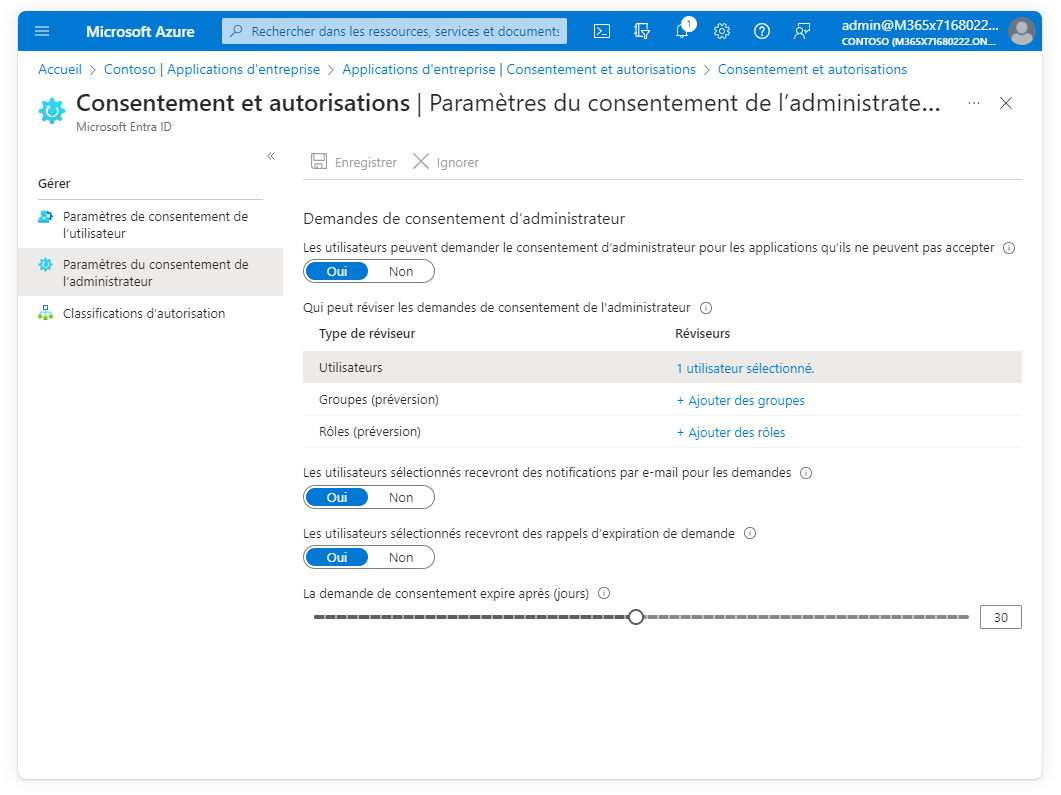 Microsoft Azure
Rechercher dans les ressources, services et documents
1
admin@M365x7168022...
CONTOSO (M365X71680222.ON...
Accueil > Contoso | Applications d'entreprise > Applications d'entreprise | Consentement et autorisations > Consentement et autorisations
Consentement et autorisations | Paramètres du consentement de l’administrate...
Microsoft Entra ID
Gérer
Paramètres de consentement de
l’utilisateur
Paramètres du consentement de
l’administrateur
Classifications d’autorisation
Enregistrer
Ignorer
Demandes de consentement d’administrateur
Les utilisateurs peuvent demander le consentement d’administrateur pour les applications qu’ils ne peuvent pas accepter
Oui Non
Qui peut réviser les demandes de consentement de l'administrateur
Type de réviseur Réviseurs
Utilisateurs 1 utilisateur sélectionné.
Groupes (préversion) + Ajouter des groupes
Rôles (préversion) + Ajouter des rôles
Les utilisateurs sélectionnés recevront des notifications par e-mail pour les demandes
Oui Non
Les utilisateurs sélectionnés recevront des rappels d’expiration de demande
Oui Non
La demande de consentement expire après (jours)
30